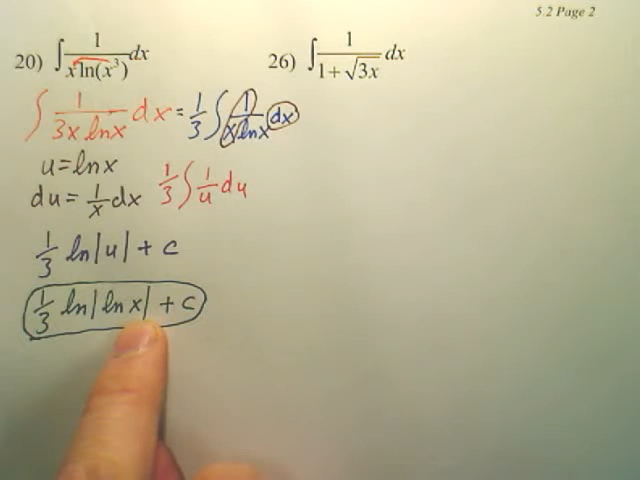 5.2 Page 2
20) ∫ 1/(x ln(x³)) dx
26) ∫ 1/(1+√3x) dx
∫ 1/(3x ln x) dx = 1/3 ∫ 1/(x ln x) dx
u = ln x
du = 1/x dx
1/3 ∫ 1/u du
1/3 ln|u| + c
1/3 ln|ln x| + c